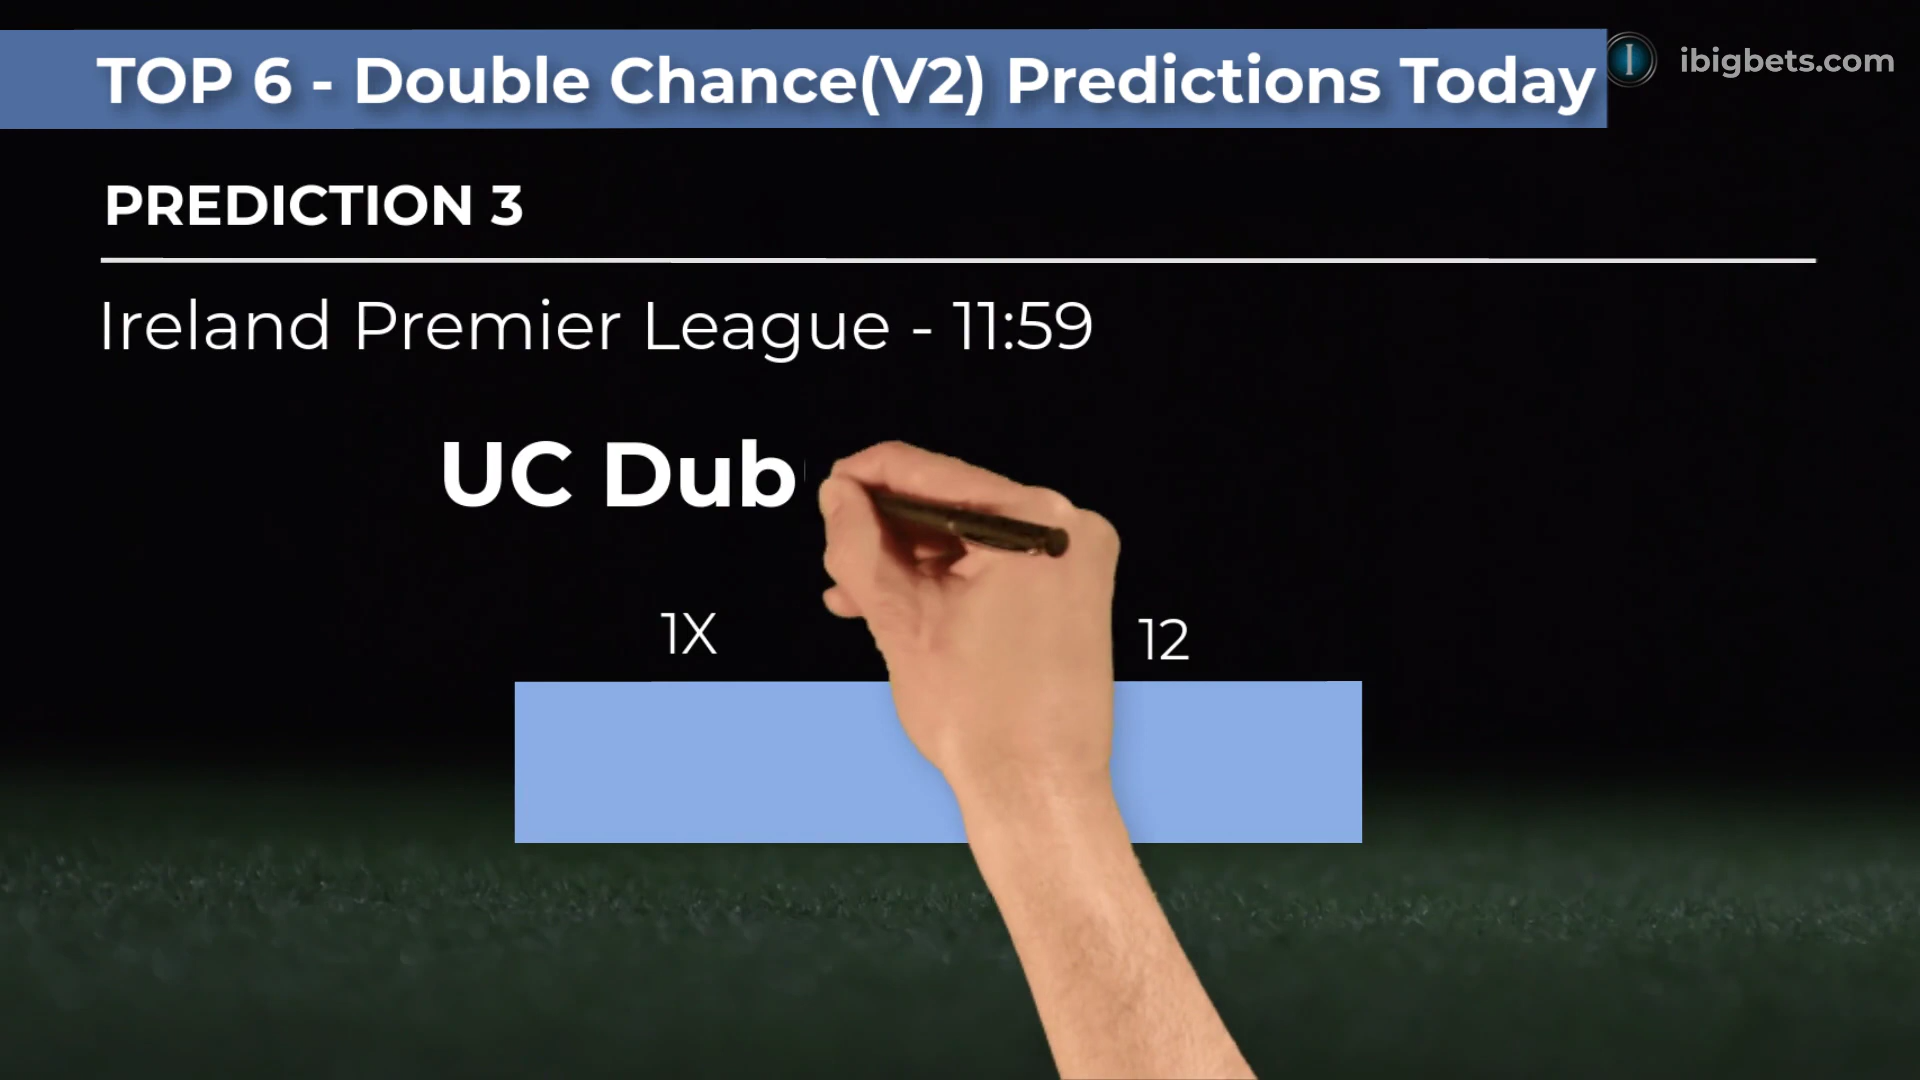 TOP 6 - Double Chance(V2) Predictions Today
I ibigbets.com
PREDICTION 3
Ireland Premier League - 11:59
UC Dub
1X 12